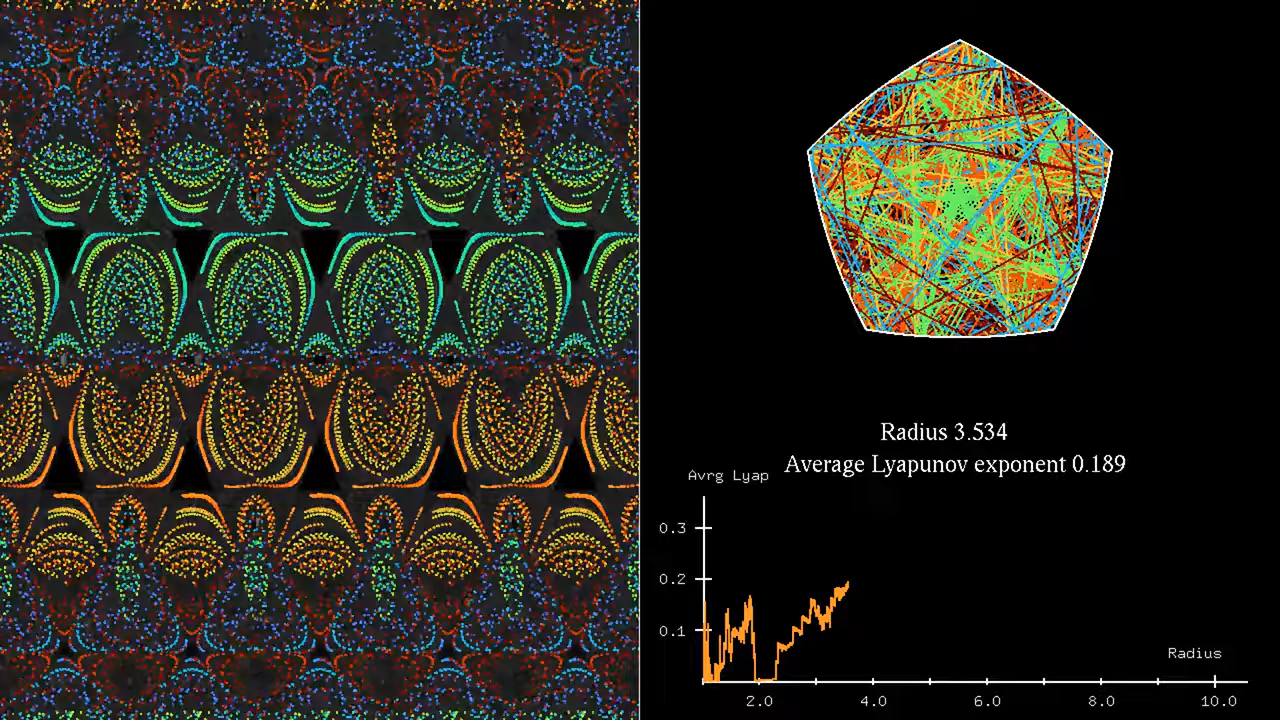 Radius 3.534
Average Lyapunov exponent 0.189
Avrg Lyap
0.3
0.2
0.1
Radius
2.0 4.0 6.0 8.0 10.0